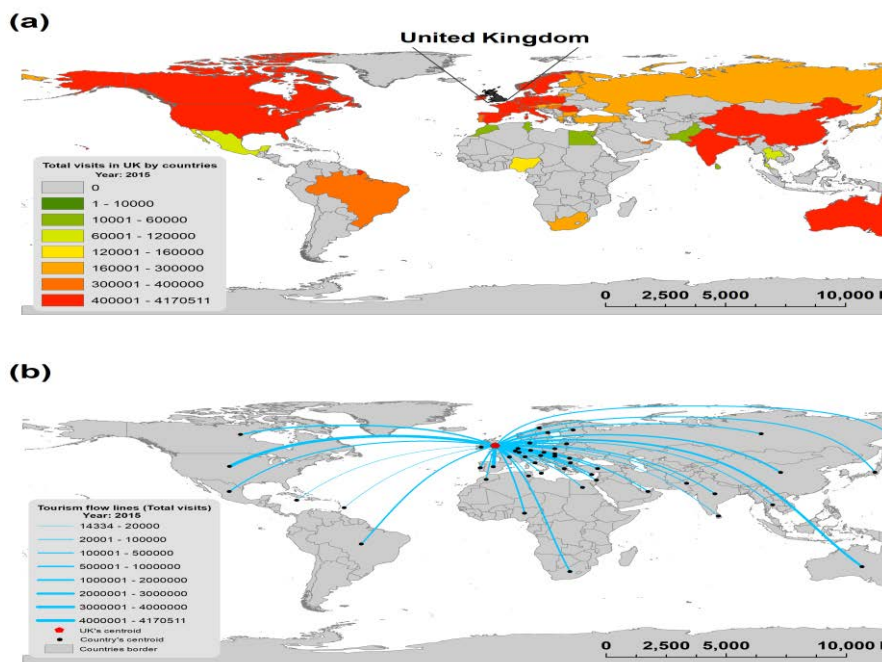 (a)
United Kingdom
Total visits in UK by countries
Year: 2015
0
1 - 10000
10001 - 60000
60001 - 120000
120001 - 160000
160001 - 300000
300001 - 400000
400001 - 4170511
0 2,500 5,000 10,000
(b)
Tourism flow lines (Total visits)
Year: 2015
14334 - 20000
20001 - 100000
100001 - 500000
500001 - 1000000
1000001 - 2000000
2000001 - 3000000
3000001 - 4000000
4000001 - 4170511
UK's centroid
Country's centroid
Countries border
0 2,500 5,000 10,000